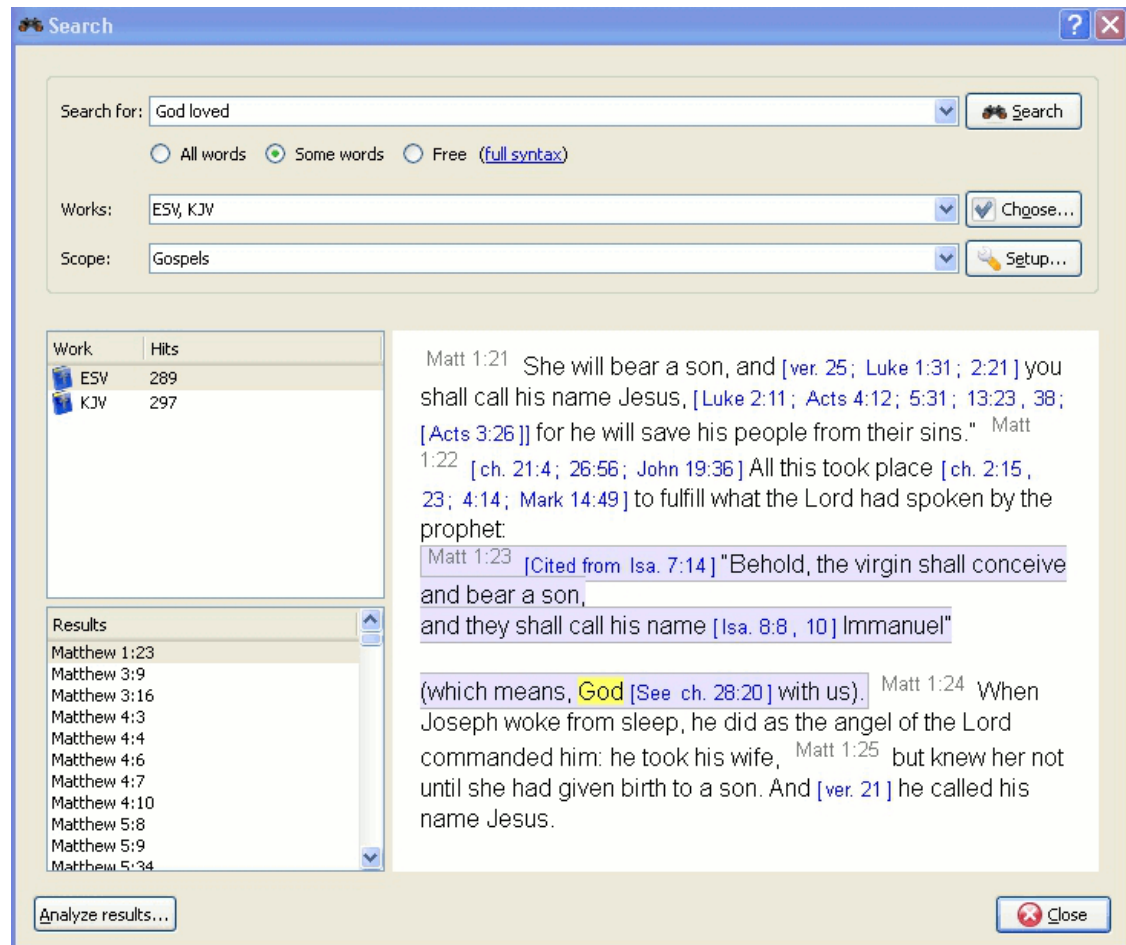 Search
Search for: God loved Search
All words Some words Free (full syntax)
Works: ESV, KJV Choose...
Scope: Gospels Setup...
Work Hits
ESV 289
KJV 297
Results
Matthew 1:23
Matthew 3:9
Matthew 3:16
Matthew 4:3
Matthew 4:4
Matthew 4:6
Matthew 4:7
Matthew 4:10
Matthew 5:8
Matthew 5:9
Matthew 5:34
Matt 1:21 She will bear a son, and [ver. 25; Luke 1:31; 2:21] you
shall call his name Jesus, [Luke 2:11; Acts 4:12; 5:31; 13:23, 38;
[Acts 3:26]] for he will save his people from their sins." Matt
1:22 [ch. 21:4; 26:56; John 19:36] All this took place [ch. 2:15,
23; 4:14; Mark 14:49] to fulfill what the Lord had spoken by the
prophet:
Matt 1:23 [Cited from Isa. 7:14] "Behold, the virgin shall conceive
and bear a son,
and they shall call his name [Isa. 8:8, 10] Immanuel"
(which means, God [See ch. 28:20] with us). Matt 1:24 When
Joseph woke from sleep, he did as the angel of the Lord
commanded him: he took his wife, Matt 1:25 but knew her not
until she had given birth to a son. And [ver. 21] he called his
name Jesus.
Analyze results... Close